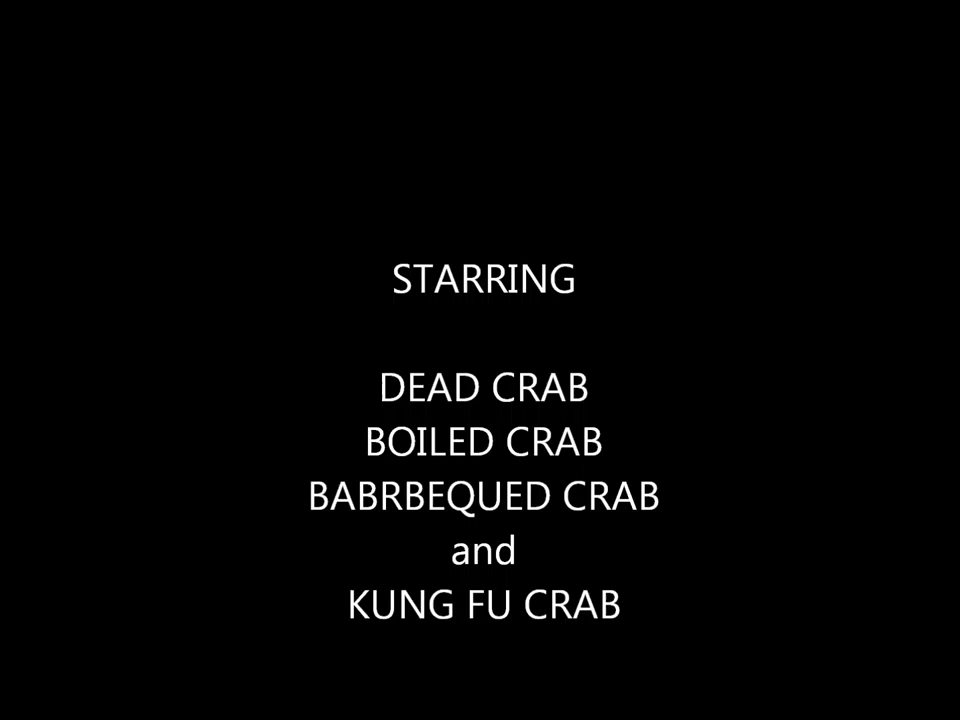 STARRING
DEAD CRAB
BOILED CRAB
BABRBEQUED CRAB
and
KUNG FU CRAB